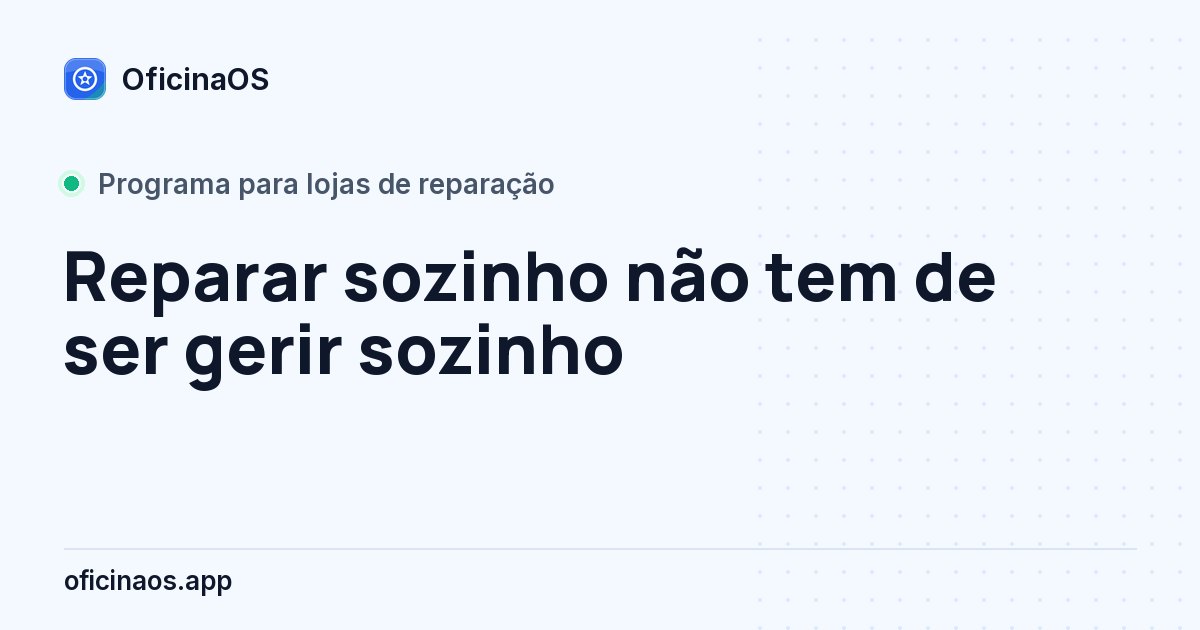 OficinaOS
Programa para lojas de reparação
Reparar sozinho não tem de
ser gerir sozinho
oficinaos.app